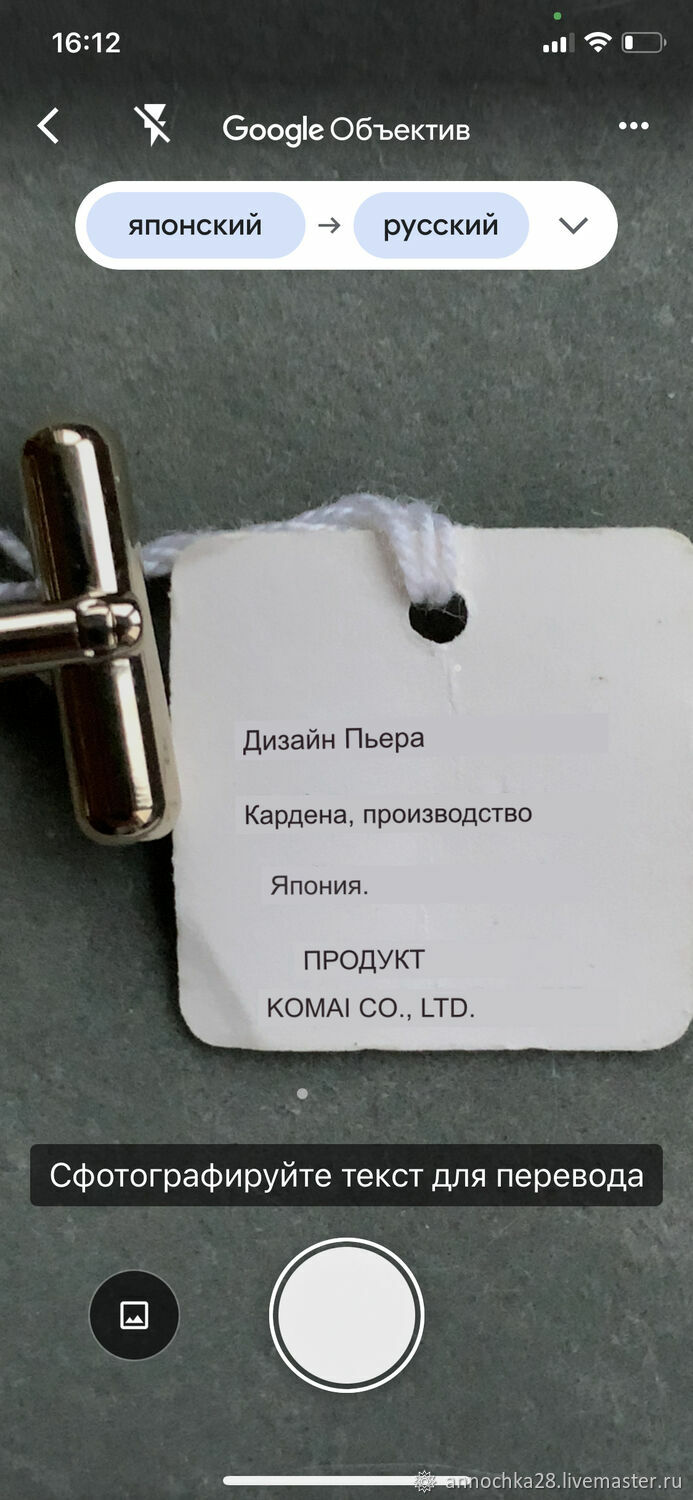 16:12
Google Объектив
японский → русский
Дизайн Пьера
Кардена, производство
Япония.
ПРОДУКТ
KOMAI CO., LTD.
Сфотографируйте текст для перевода
annochka28.livemaster.ru